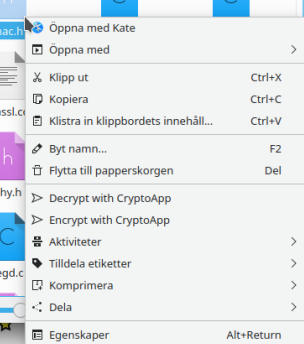 Öppna med Kate
ac.h
Öppna med
Klipp ut Ctrl+X
Kopiera Ctrl+C
ssl.c
Klistra in klippbordets innehåll... Ctrl+V
Byt namn... F2
h
Flytta till papperskorgen Del
hy.h
Decrypt with CryptoApp
Encrypt with CryptoApp
C
Aktiviteter
Tilldela etiketter
egd.c
Komprimera
Dela
Egenskaper Alt+Return